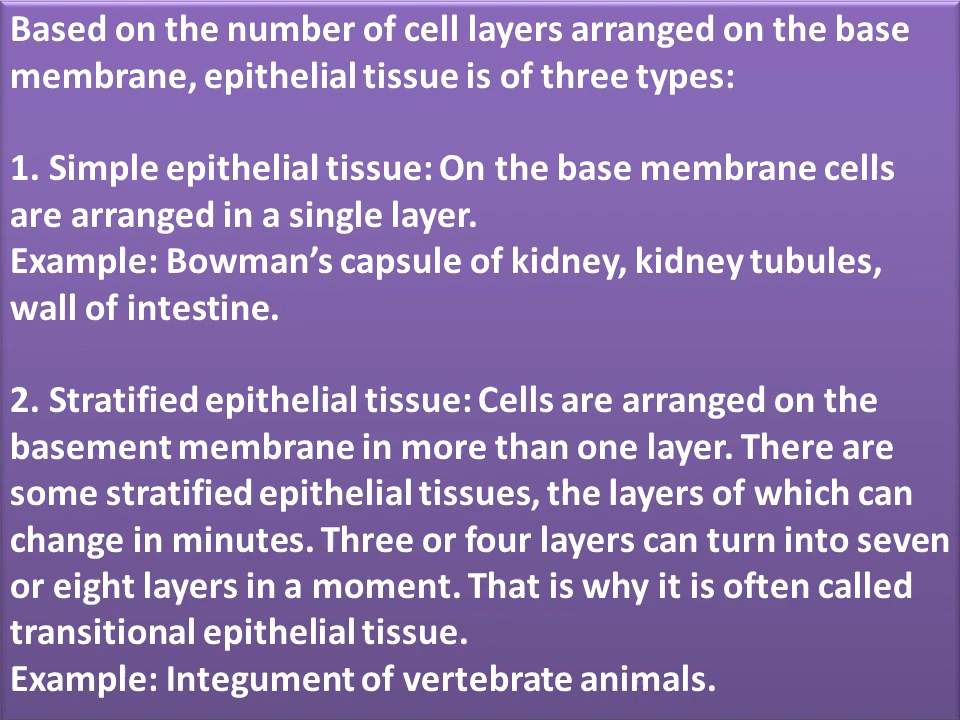 Based on the number of cell layers arranged on the base
membrane, epithelial tissue is of three types:
1. Simple epithelial tissue: On the base membrane cells
are arranged in a single layer.
Example: Bowman’s capsule of kidney, kidney tubules,
wall of intestine.
2. Stratified epithelial tissue: Cells are arranged on the
basement membrane in more than one layer. There are
some stratified epithelial tissues, the layers of which can
change in minutes. Three or four layers can turn into seven
or eight layers in a moment. That is why it is often called
transitional epithelial tissue.
Example: Integument of vertebrate animals.